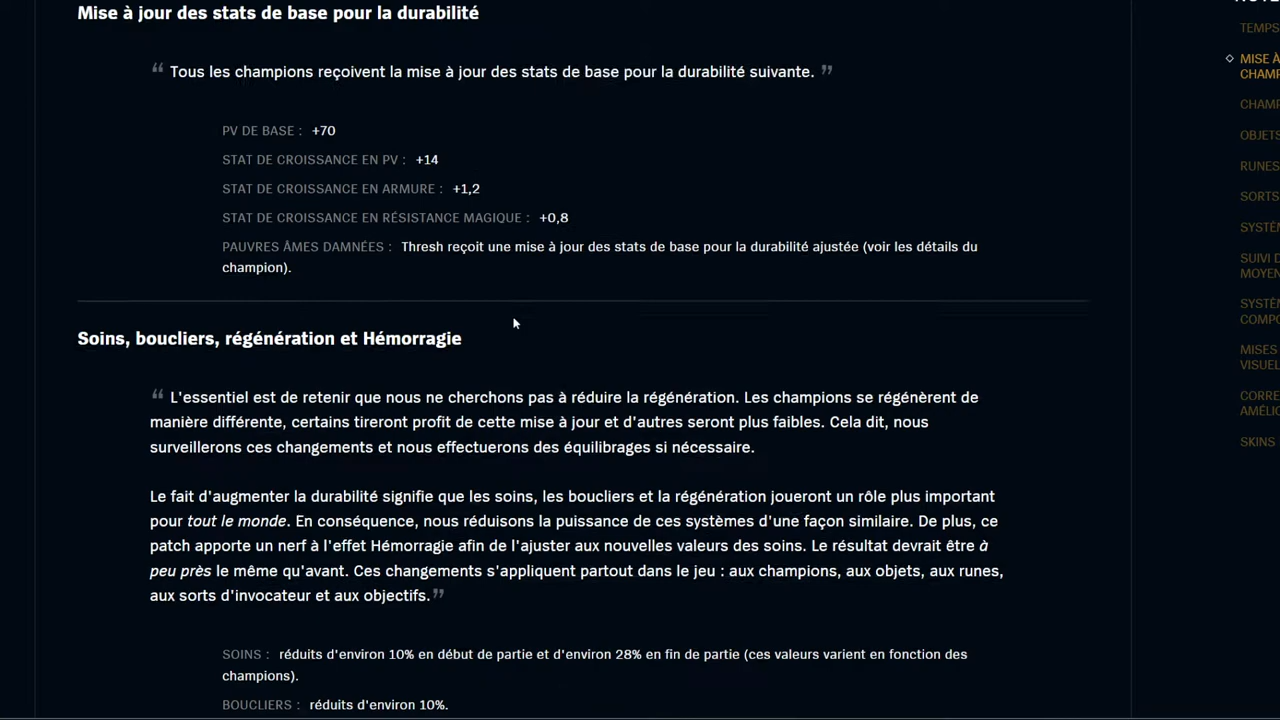 Mise à jour des stats de base pour la durabilité
“ Tous les champions reçoivent la mise à jour des stats de base pour la durabilité suivante. ”
PV DE BASE : +70
STAT DE CROISSANCE EN PV : +14
STAT DE CROISSANCE EN ARMURE : +1,2
STAT DE CROISSANCE EN RÉSISTANCE MAGIQUE : +0,8
PAUVRES ÂMES DAMNÉES : Thresh reçoit une mise à jour des stats de base pour la durabilité ajustée (voir les détails du
champion).
Soins, boucliers, régénération et Hémorragie
“ L'essentiel est de retenir que nous ne cherchons pas à réduire la régénération. Les champions se régénèrent de
manière différente, certains tireront profit de cette mise à jour et d'autres seront plus faibles. Cela dit, nous
surveillerons ces changements et nous effectuerons des équilibrages si nécessaire.
Le fait d'augmenter la durabilité signifie que les soins, les boucliers et la régénération joueront un rôle plus important
pour tout le monde. En conséquence, nous réduisons la puissance de ces systèmes d'une façon similaire. De plus, ce
patch apporte un nerf à l'effet Hémorragie afin de l'ajuster aux nouvelles valeurs des soins. Le résultat devrait être à
peu près le même qu'avant. Ces changements s'appliquent partout dans le jeu : aux champions, aux objets, aux runes,
aux sorts d'invocateur et aux objectifs. ”
SOINS : réduits d'environ 10% en début de partie et d'environ 28% en fin de partie (ces valeurs varient en fonction des
champions).
BOUCLIERS : réduits d'environ 10%.
TEMPS
MISE À
CHAMP
CHAMP
OBJETS
RUNES
SORTS
SYSTÈ
SUIVI D
MOYEN
SYSTÈ
COMPO
MISES
VISUEL
CORRE
AMÉLIO
SKINS